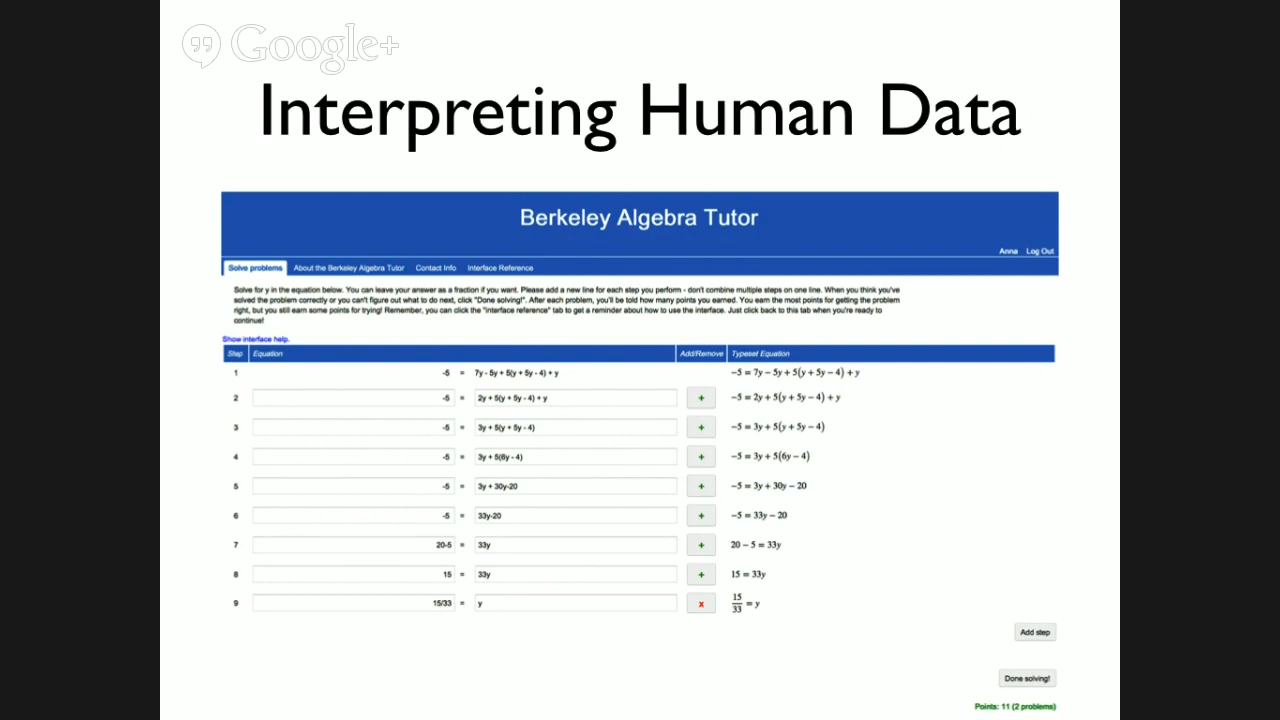 Google+
Interpreting Human Data
Berkeley Algebra Tutor
Anna Log Out
Solve problems About the Berkeley Algebra Tutor Contact Info Interface Reference
Solve for y in the equation below. You can leave your answer as a fraction if you want. Please add a new line for each step you perform - don't combine multiple steps on one line. When you think you've
solved the problem correctly or you can't figure out what to do next, click "Done solving!". After each problem, you'll be told how many points you earned. You earn the most points for getting the problem
right, but you still earn some points for trying! Remember, you can click the "interface reference" tab to get a reminder about how to use the interface. Just click back to this tab when you're ready to
continue!
Show interface help.
Step Equation Add/Remove Typeset Equation
1 -5 = 7y - 5y + 5(y + 5y - 4) + y −5 = 7y − 5y + 5(y + 5y − 4) + y
2 -5 = 2y + 5(y + 5y - 4) + y + −5 = 2y + 5(y + 5y − 4) + y
3 -5 = 3y + 5(y + 5y - 4) + −5 = 3y + 5(y + 5y − 4)
4 -5 = 3y + 5(6y - 4) + −5 = 3y + 5(6y − 4)
5 -5 = 3y + 30y-20 + −5 = 3y + 30y − 20
6 -5 = 33y-20 + −5 = 33y − 20
7 20-5 = 33y + 20 − 5 = 33y
8 15 = 33y + 15 = 33y
9 15/33 = y x 15/33 = y
Add step
Done solving!
Points: 11 (2 problems)